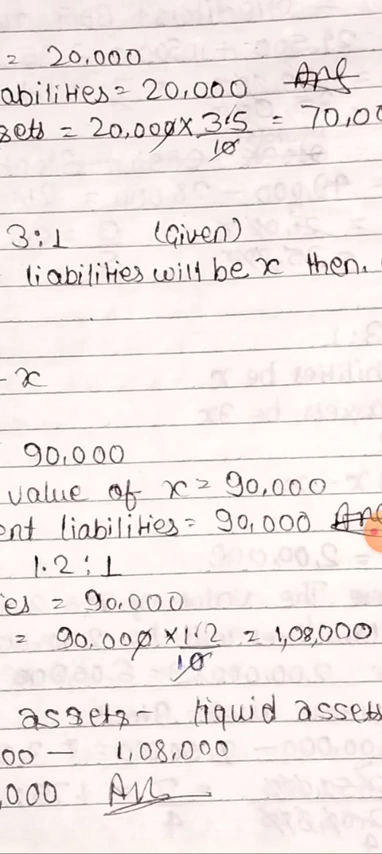 = 20,000
abilities = 20,000 Ans
sets = 20,000 × 3.5/10 = 70,00
3:1 (Given)
liabilities will be x then.
- x
90,000
value of x = 90,000
ent liabilities = 90,000 Ans
1.2 : 1
ies = 90,000
= 90,000 × 1.2/10 = 1,08,000
assets - liquid assets
00 - 1,08,000
,000 Ans